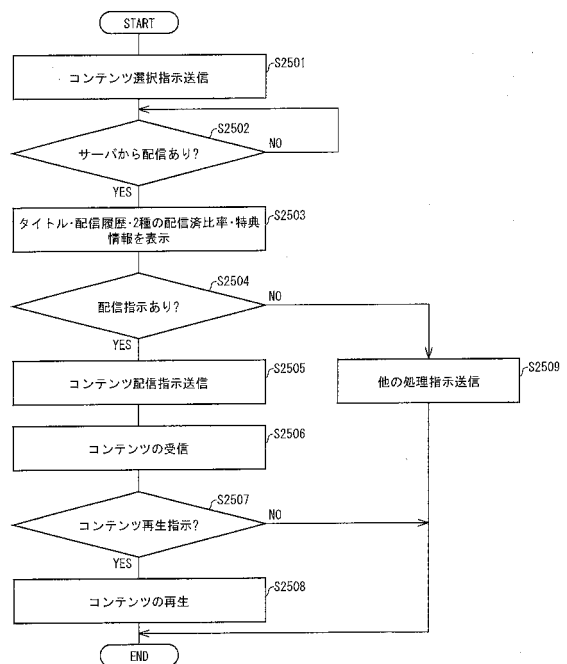 START
コンテンツ選択指示送信
S2501
サーバから配信あり?
S2502
NO
YES
タイトル・配信履歴・2種の配信済比率・特典
情報を表示
S2503
配信指示あり?
S2504
NO
YES
コンテンツ配信指示送信
S2505
他の処理指示送信
S2509
コンテンツの受信
S2506
コンテンツ再生指示?
S2507
NO
YES
コンテンツの再生
S2508
END